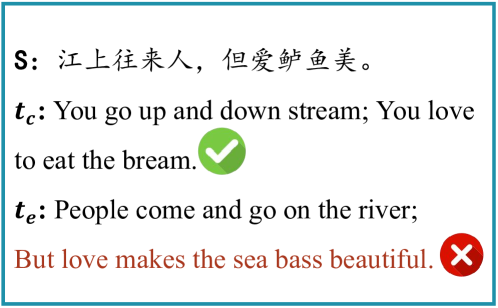 S: 江上往来人，但爱鲈鱼美。
t_c: You go up and down stream; You love
to eat the bream.
t_e: People come and go on the river;
But love makes the sea bass beautiful.